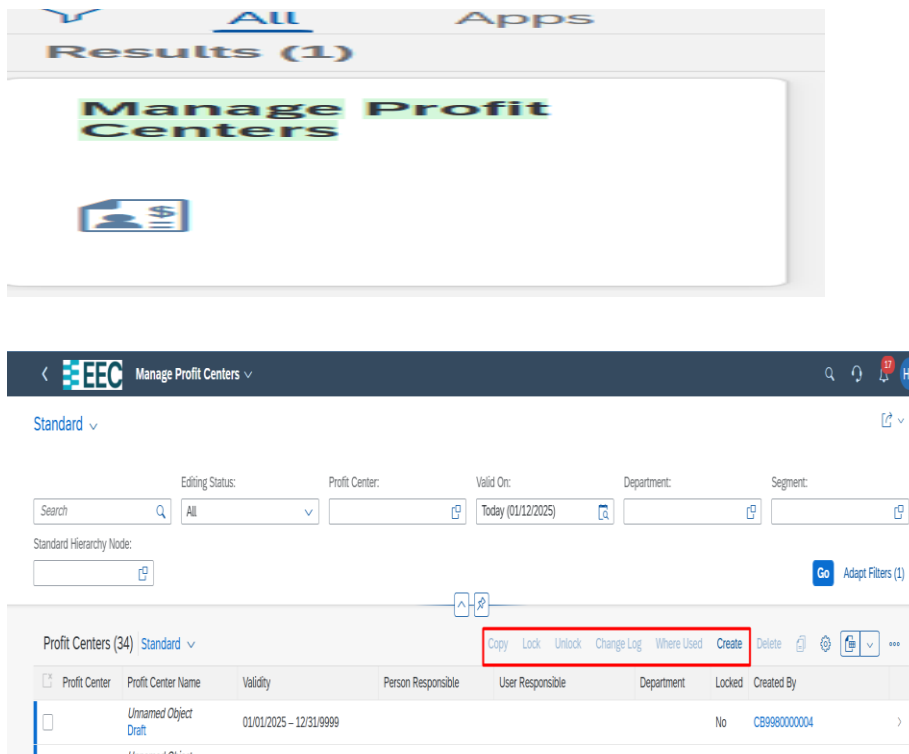 All Apps
Results (1)
Manage Profit
Centers
$
EEC Manage Profit Centers 17 H
Standard
Editing Status: Profit Center: Valid On: Department: Segment:
Search All Today (01/12/2025)
Standard Hierarchy Node:
Go Adapt Filters (1)
Profit Centers (34) Standard Copy Lock Unlock Change Log Where Used Create Delete
Profit Center Profit Center Name Validity Person Responsible User Responsible Department Locked Created By
Unnamed Object
Draft 01/01/2025 – 12/31/9999 No CB9980000004